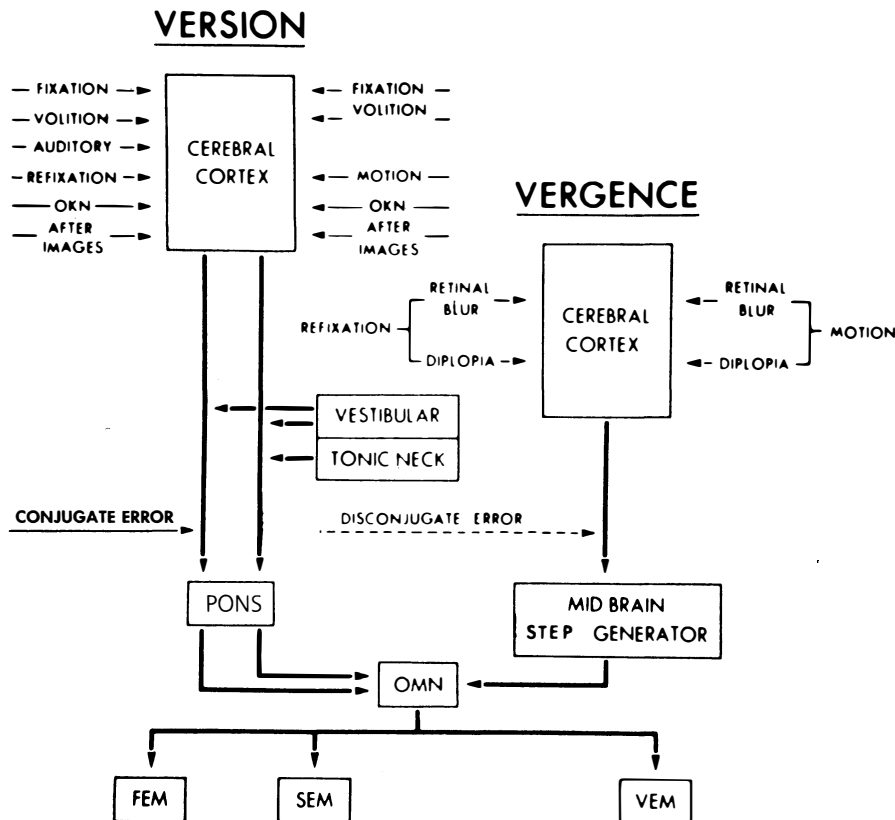 VERSION
FIXATION
VOLITION
AUDITORY
REFIXATION
OKN
AFTER
IMAGES
CEREBRAL
CORTEX
FIXATION
VOLITION
MOTION
OKN
AFTER
IMAGES
VERGENCE
REFIXATION
RETINAL
BLUR
DIPLOPIA
CEREBRAL
CORTEX
RETINAL
BLUR
DIPLOPIA
MOTION
VESTIBULAR
TONIC NECK
CONJUGATE ERROR
DISCONJUGATE ERROR
PONS
MID BRAIN
STEP GENERATOR
OMN
FEM
SEM
VEM